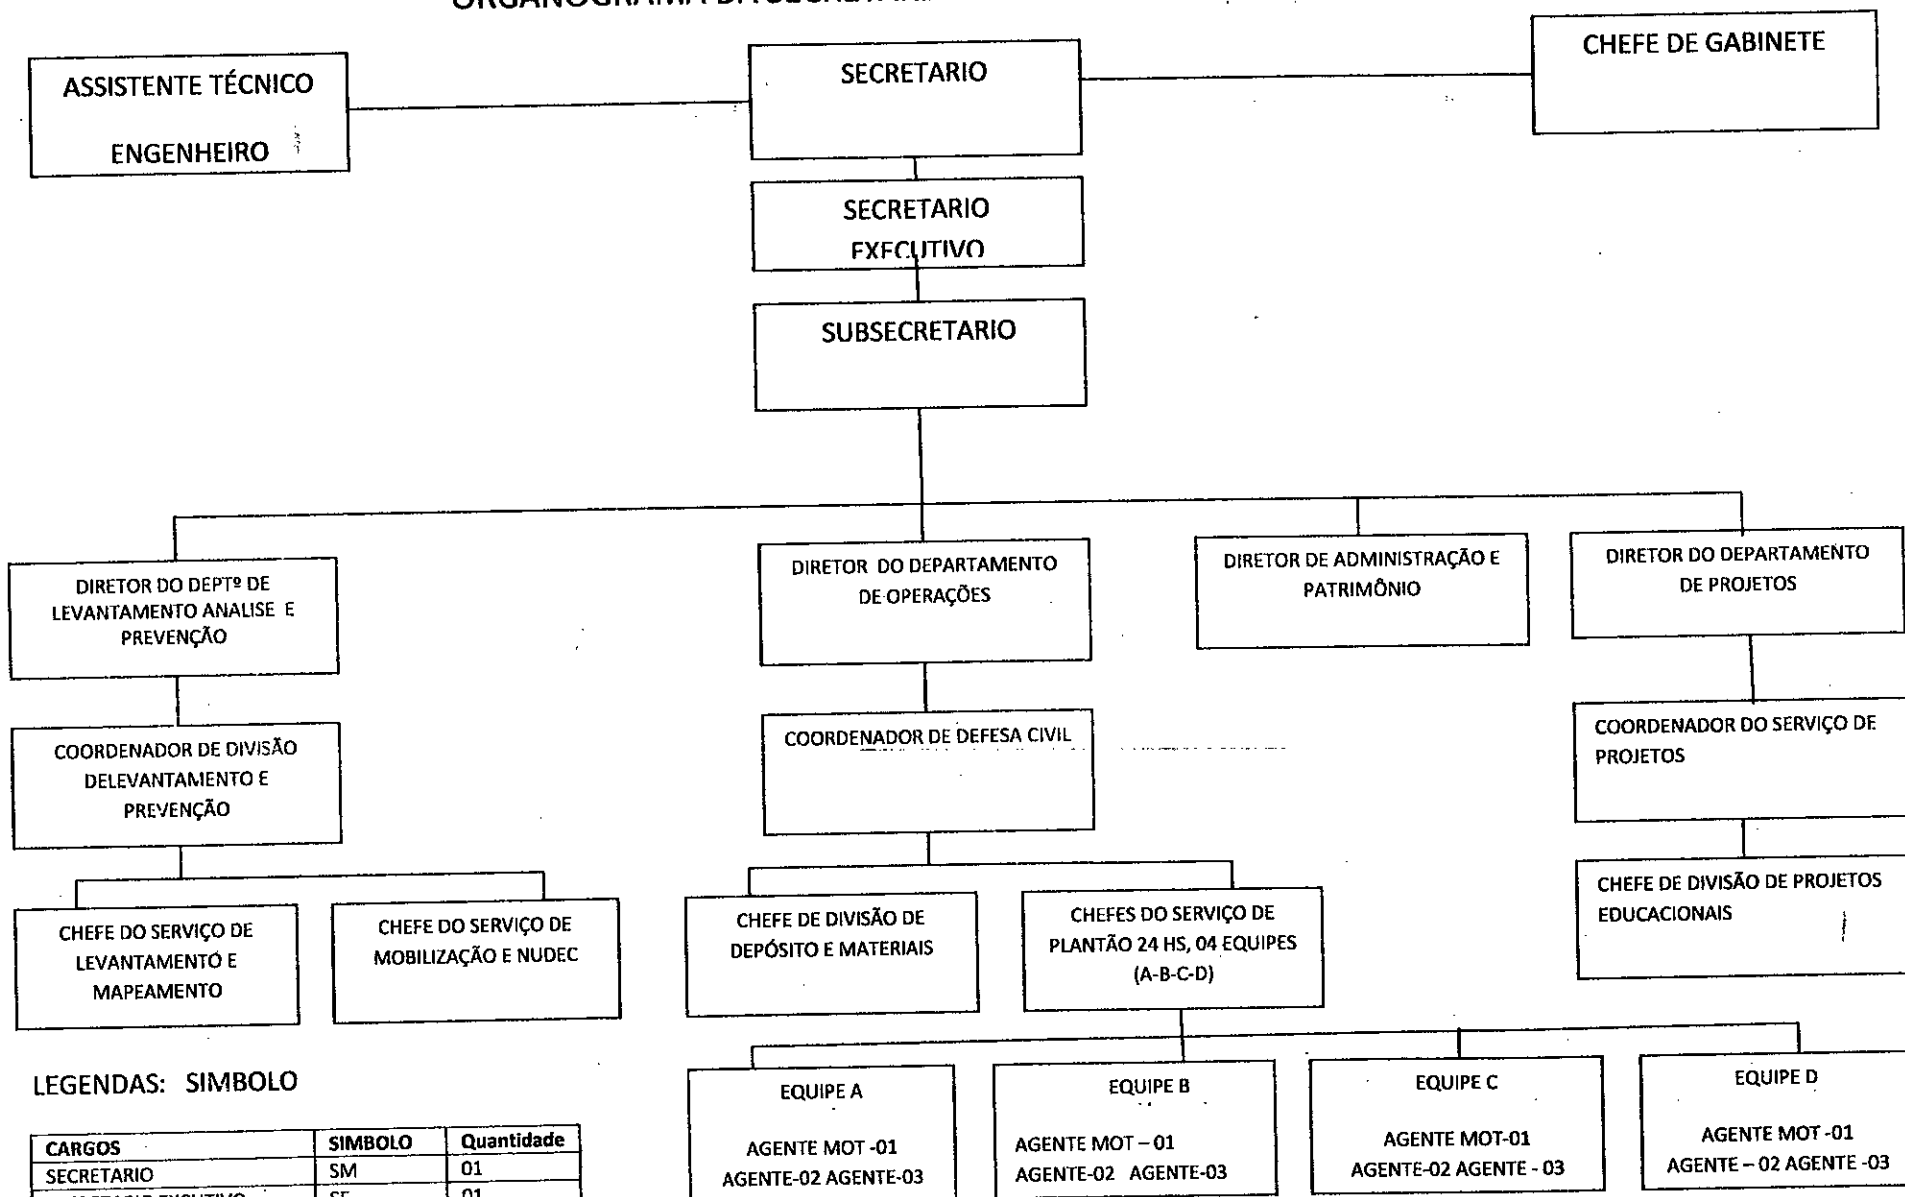 ORGANOGRAMA DA
ASSISTENTE TÉCNICO
ENGENHEIRO
SECRETARIO
CHEFE DE GABINETE
SECRETARIO
EXECUTIVO
SUBSECRETARIO
DIRETOR DO DEPTº DE
LEVANTAMENTO ANALISE E
PREVENÇÃO
DIRETOR DO DEPARTAMENTO
DE OPERAÇÕES
DIRETOR DE ADMINISTRAÇÃO E
PATRIMÔNIO
DIRETOR DO DEPARTAMENTO
DE PROJETOS
COORDENADOR DE DIVISÃO
DELEVANTAMENTO E
PREVENÇÃO
COORDENADOR DE DEFESA CIVIL
COORDENADOR DO SERVIÇO DE
PROJETOS
CHEFE DO SERVIÇO DE
LEVANTAMENTO E
MAPEAMENTO
CHEFE DO SERVIÇO DE
MOBILIZAÇÃO E NUDEC
CHEFE DE DIVISÃO DE
DEPÓSITO E MATERIAIS
CHEFES DO SERVIÇO DE
PLANTÃO 24 HS, 04 EQUIPES
(A-B-C-D)
CHEFE DE DIVISÃO DE PROJETOS
EDUCACIONAIS
EQUIPE A
AGENTE MOT -01
AGENTE-02 AGENTE-03
EQUIPE B
AGENTE MOT – 01
AGENTE-02 AGENTE-03
EQUIPE C
AGENTE MOT-01
AGENTE-02 AGENTE - 03
EQUIPE D
AGENTE MOT -01
AGENTE – 02 AGENTE -03
LEGENDAS: SIMBOLO
CARGOS SIMBOLO Quantidade
SECRETARIO SM 01
SE 01